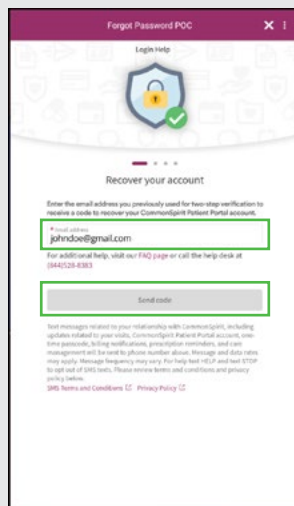 Forgot Password POC
Login Help
Recover your account
Enter the email address you previously used for two-step verification to
receive a code to recover your CommonSpirit Patient Portal account.
* Email address
johndoe@gmail.com
For additional help, visit our FAQ page or call the help desk at
(844)528-8383
Send code
Text messages related to your relationship with CommonSpirit, including
updates related to your visits, CommonSpirit Patient Portal account, one-
time passcode, billing notifications, prescription reminders, and care
management will be sent to phone number above. Message and data rates
may apply. Message frequency may vary. For help text HELP and text STOP
to opt out of SMS texts. Please review terms and conditions and privacy
policy below.
SMS Terms and Conditions Privacy Policy